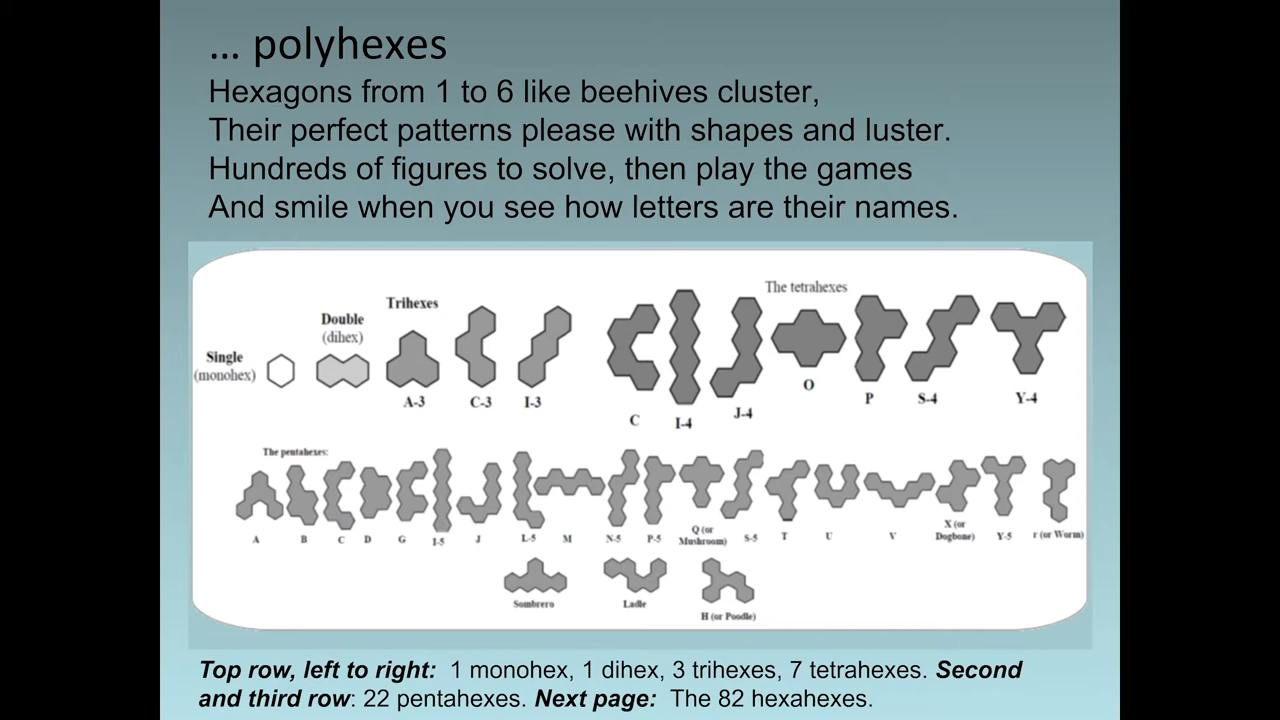 ... polyhexes
Hexagons from 1 to 6 like beehives cluster,
Their perfect patterns please with shapes and luster.
Hundreds of figures to solve, then play the games
And smile when you see how letters are their names.
Single
(monohex)
Double
(dihex)
Trihexes
A-3 C-3 I-3
The tetrahexes
C I-4 J-4 O P S-4 Y-4
The pentahexes:
A B C D G I-5 J L-5 M N-5 P-5 Q (or Mushroom) S-5 T U V X (or Dogbone) Y-5 r (or Worm)
Sombrero Ladle H (or Poodle)
Top row, left to right: 1 monohex, 1 dihex, 3 trihexes, 7 tetrahexes. Second
and third row: 22 pentahexes. Next page: The 82 hexahexes.